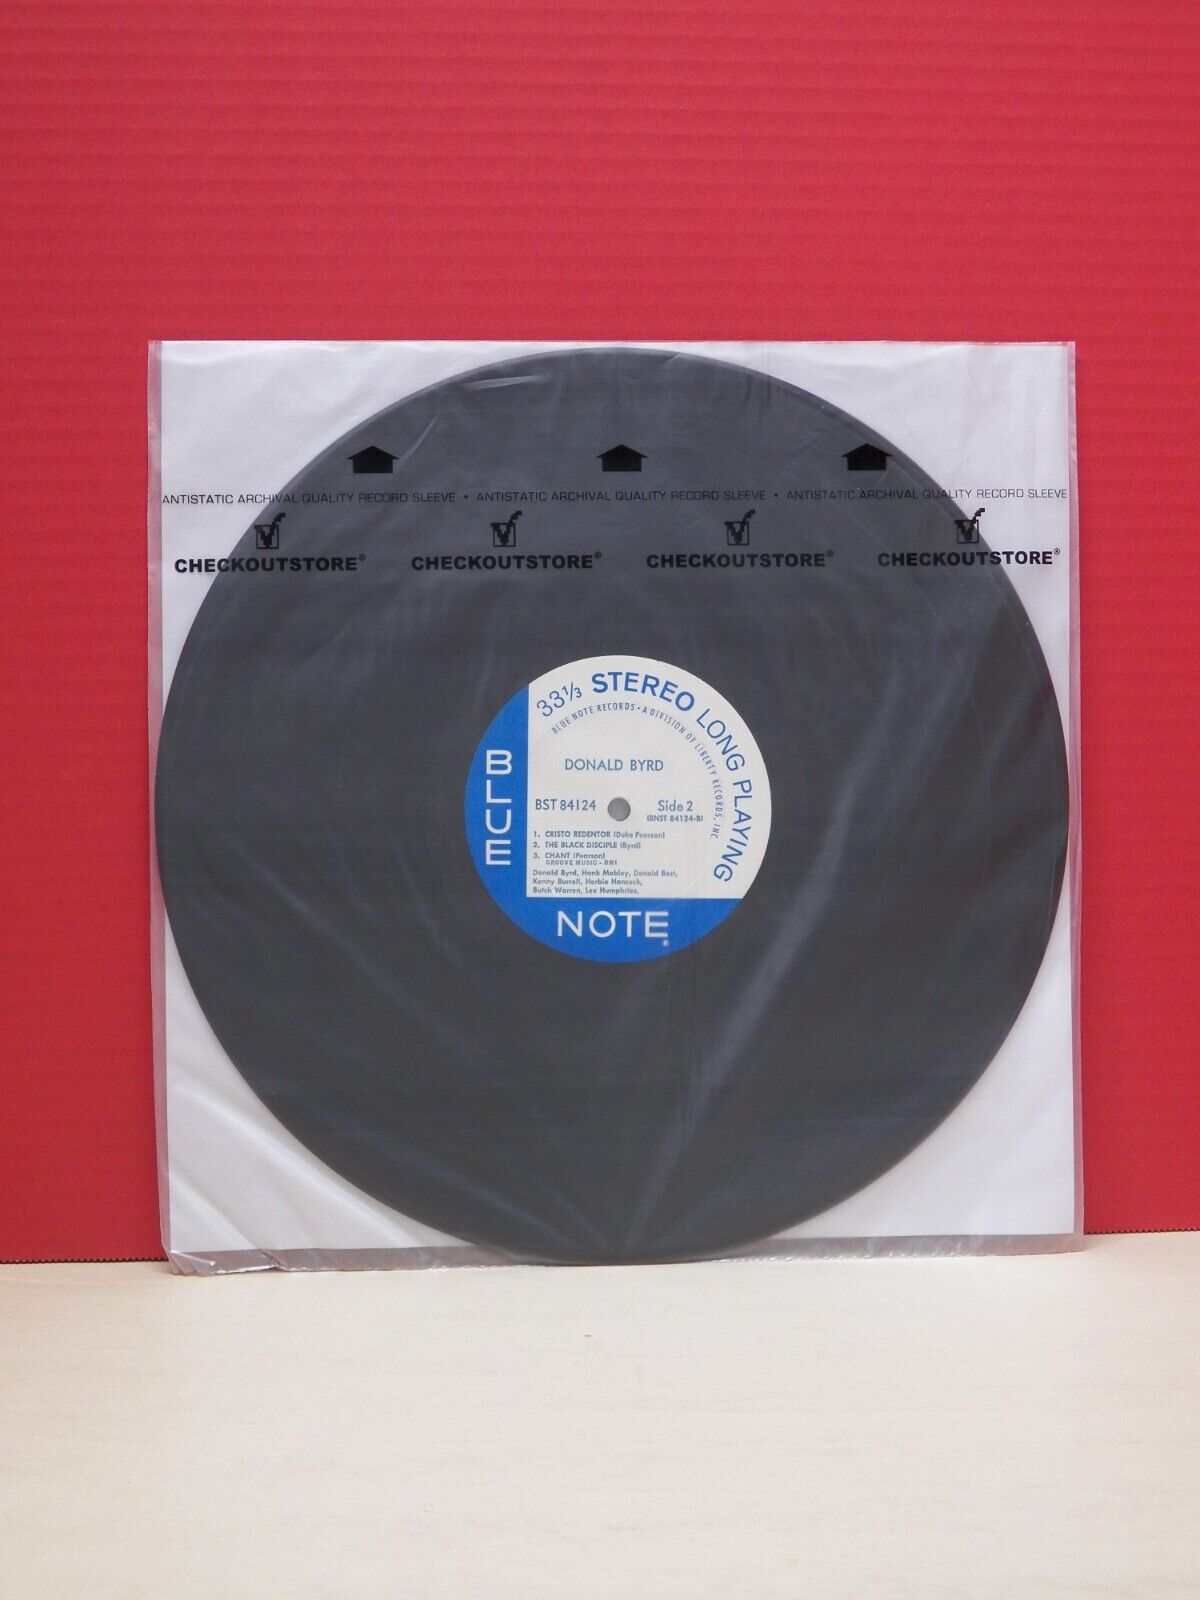 ANTISTATIC ARCHIVAL QUALITY RECORD SLEEVE • ANTISTATIC ARCHIVAL QUALITY RECORD SLEEVE • ANTISTATIC ARCHIVAL QUALITY RECORD SLEEVE
CHECKOUTSTORE® CHECKOUTSTORE® CHECKOUTSTORE® CHECKOUTSTORE®
33⅓ STEREO LONG PLAYING
BLUE NOTE RECORDS • A DIVISION OF LIBERTY RECORDS, INC.
BLUE
DONALD BYRD
BST 84124 Side 2
(BNST 84124-B)
1. CRISTO REDENTOR (Duke Pearson)
2. THE BLACK DISCIPLE (Byrd)
3. CHANT (Pearson)
GROOVE MUSIC - BMI
Donald Byrd, Hank Mobley, Donald Best,
Kenny Burrell, Herbie Hancock,
Butch Warren, Lex Humphries.
NOTE®